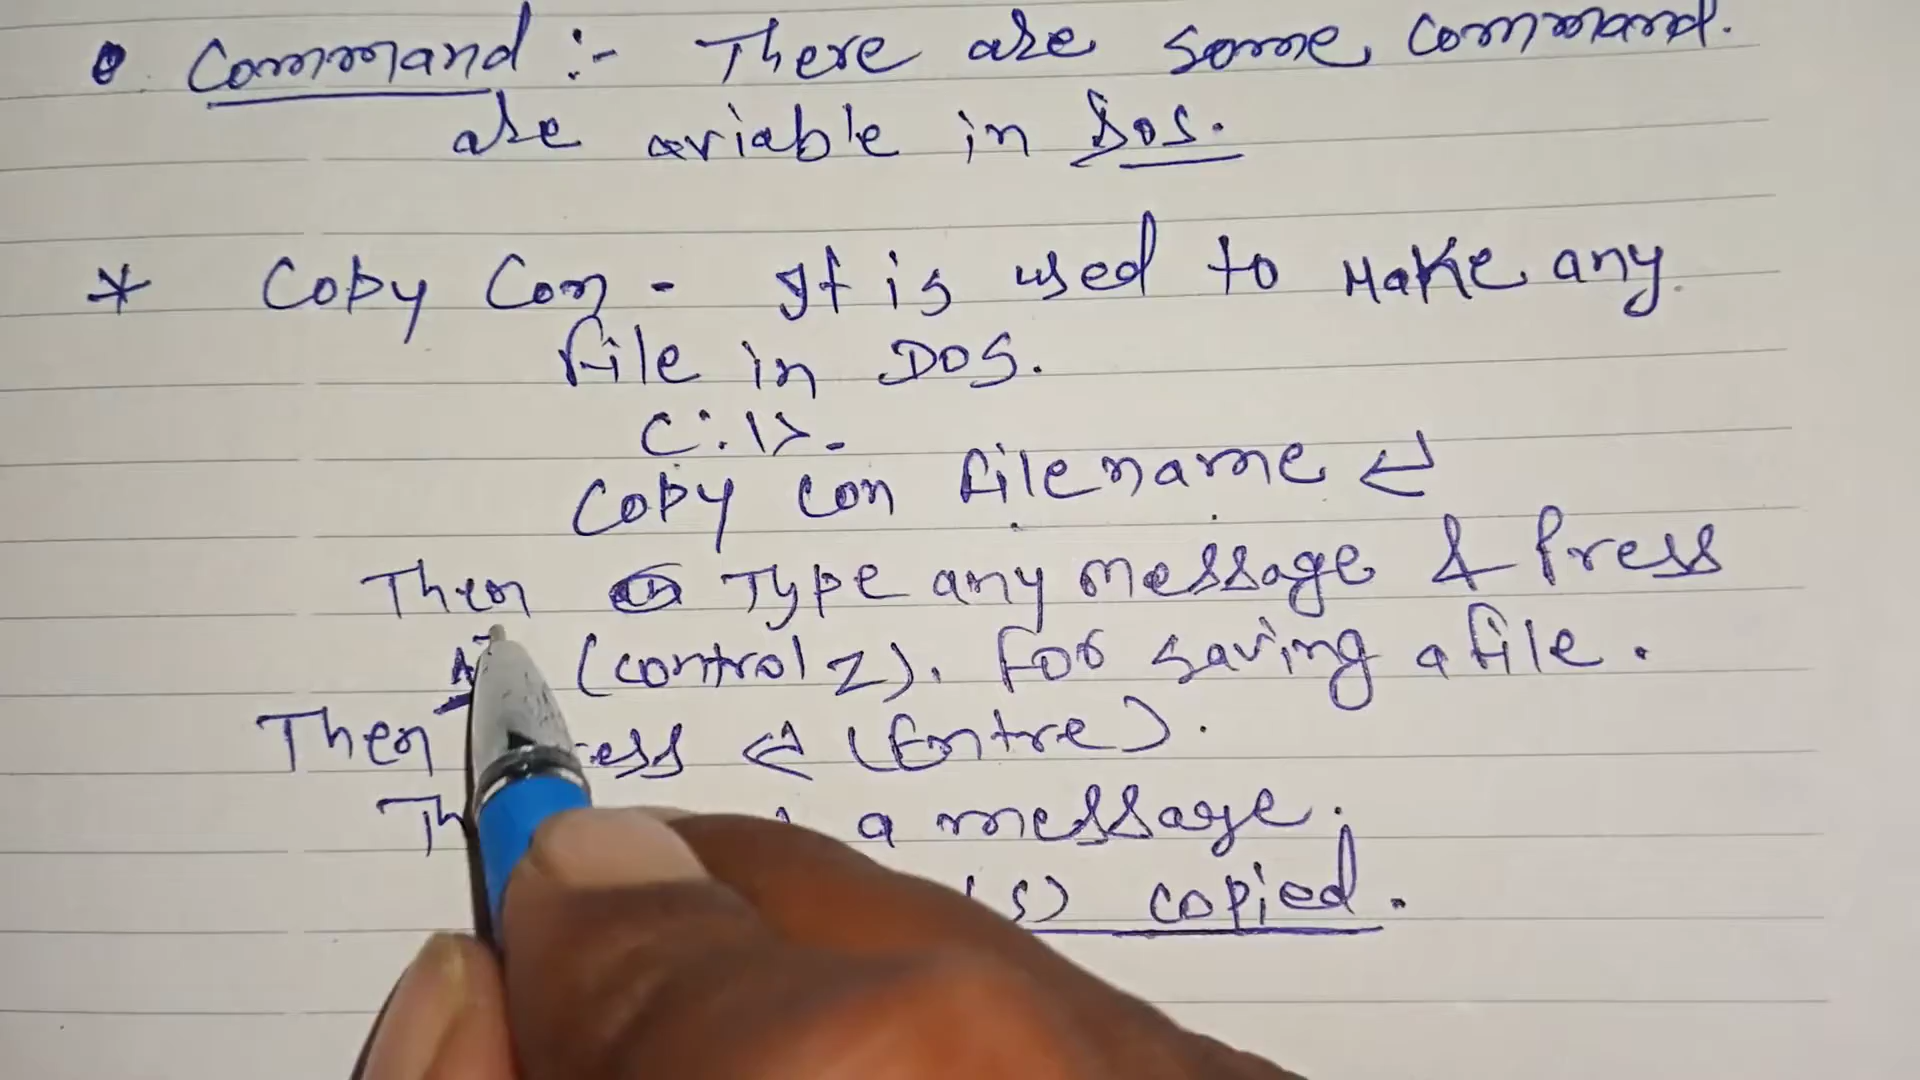 Command :- There are some command.
are aviable in Dos.
* Copy Con - It is used to Make any
file in DOS.
C:\>-
Copy con filename ↵
Then Type any message & Press
(control z). For saving a file.
Then ↵ (Entre).
a message.
(s) copied.